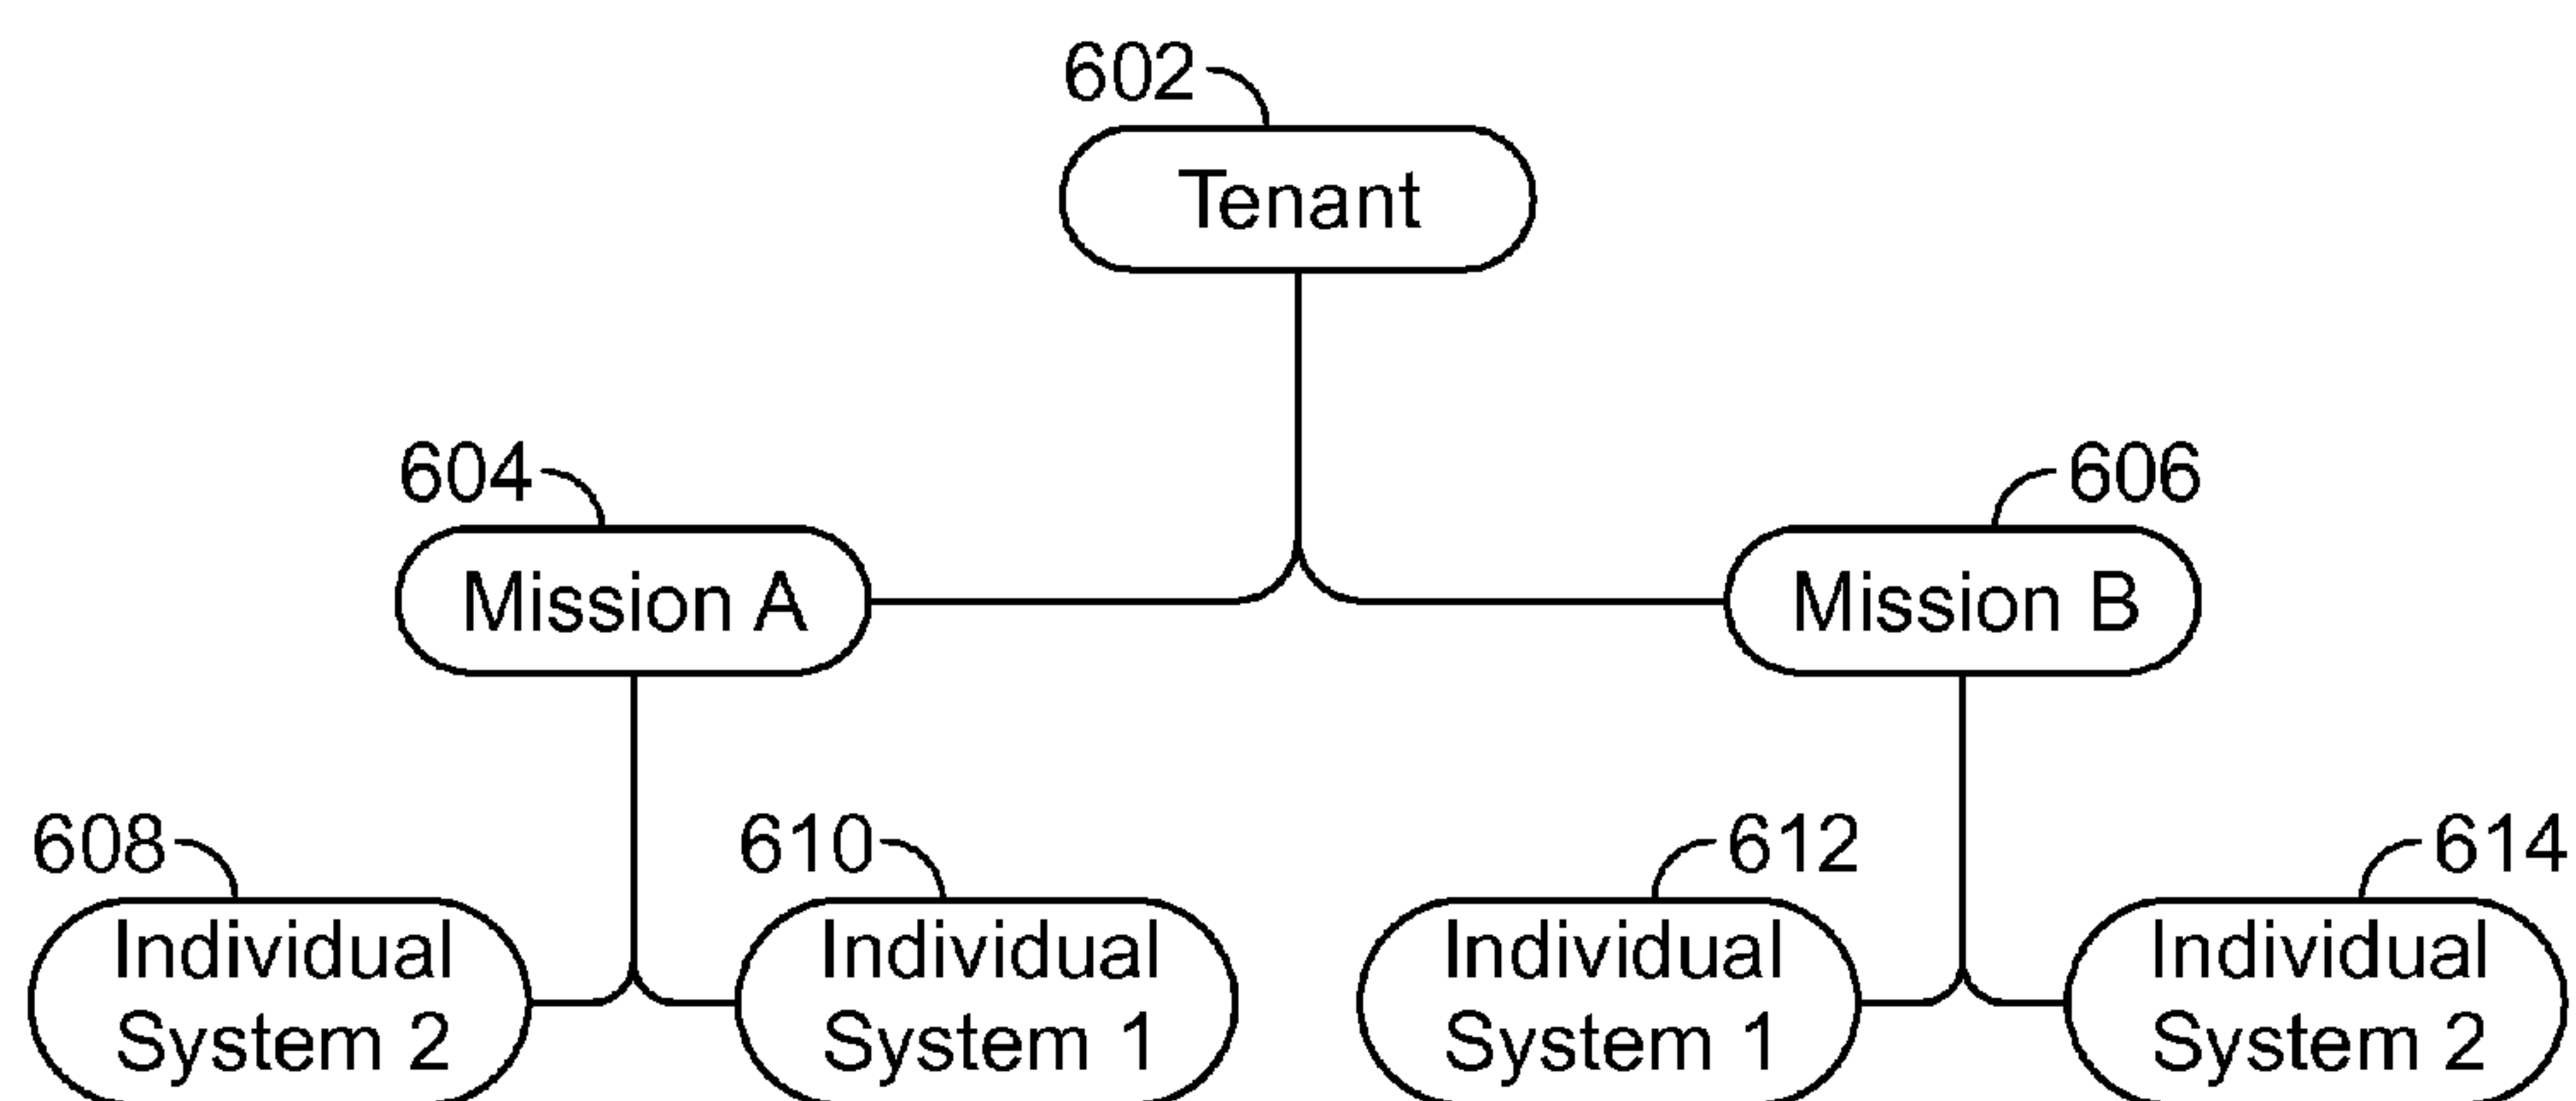 602
Tenant
604
606
Mission A
Mission B
608
610
612
614
Individual
System 2
Individual
System 1
Individual
System 1
Individual
System 2